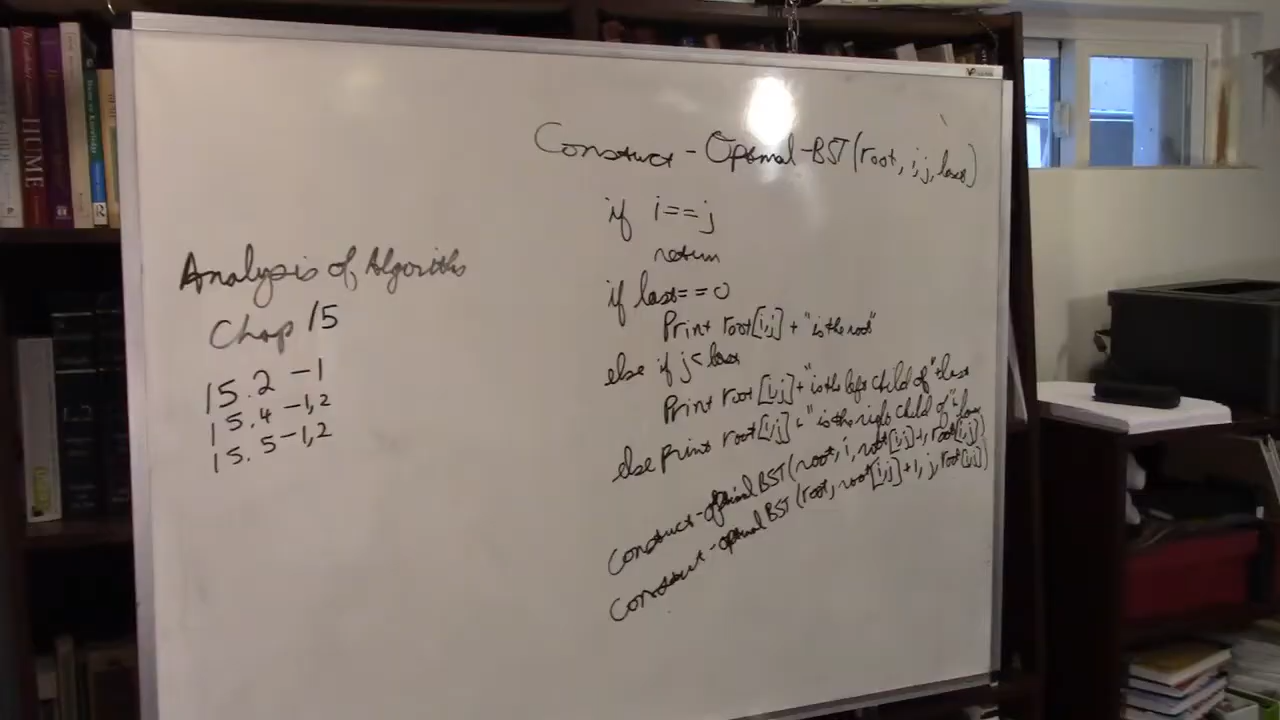 HUME
Analysis of Algoriths
Chap 15
15.2 -1
15.4 -1,2
15.5 -1,2
Construct - Optimal-BST(root, i, j, last)
if i==j
return
if last==0
Print root[i,j] + "is the root"
else if j< last
Print root [i,j] + "is the left child of" + last
else print root[i,j] + "is the right child of" +
construct-optimal BST (root, i, root[i,j]-1, root[i,j])
construct-optimal BST (root, root[i,j]+1, j, root[i,j])